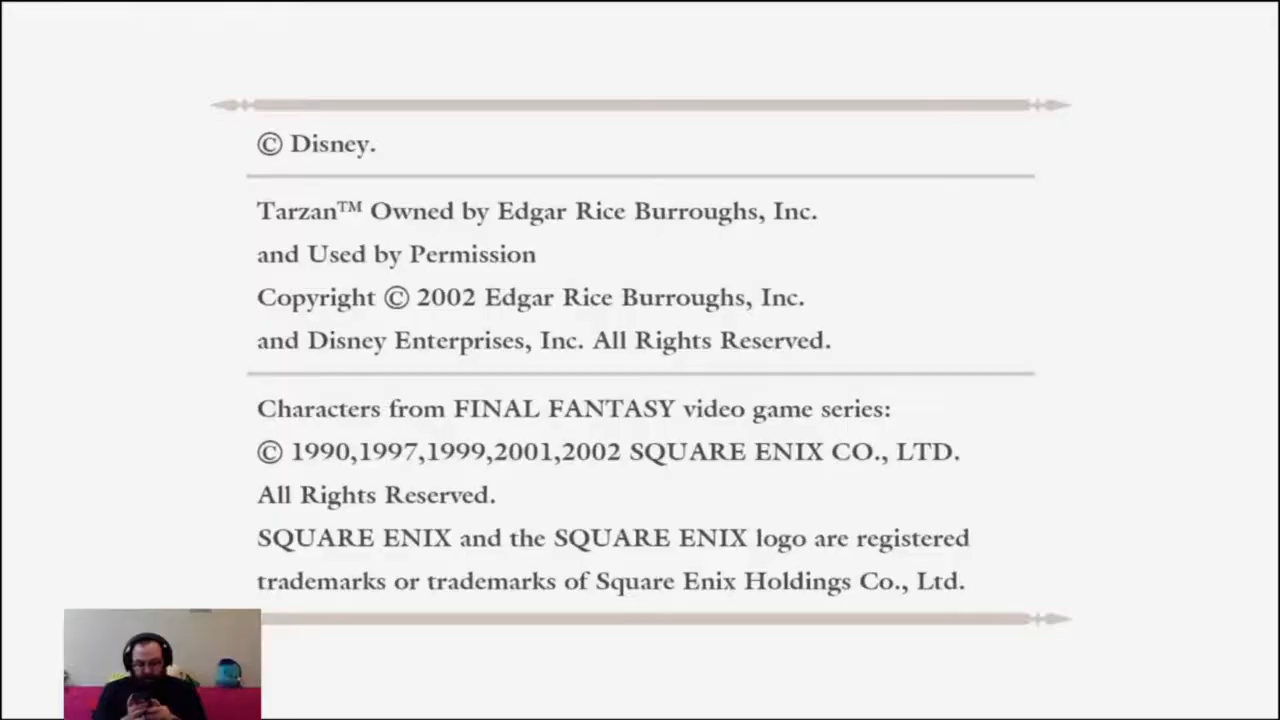 © Disney.
Tarzan™ Owned by Edgar Rice Burroughs, Inc.
and Used by Permission
Copyright © 2002 Edgar Rice Burroughs, Inc.
and Disney Enterprises, Inc. All Rights Reserved.
Characters from FINAL FANTASY video game series:
© 1990,1997,1999,2001,2002 SQUARE ENIX CO., LTD.
All Rights Reserved.
SQUARE ENIX and the SQUARE ENIX logo are registered
trademarks or trademarks of Square Enix Holdings Co., Ltd.